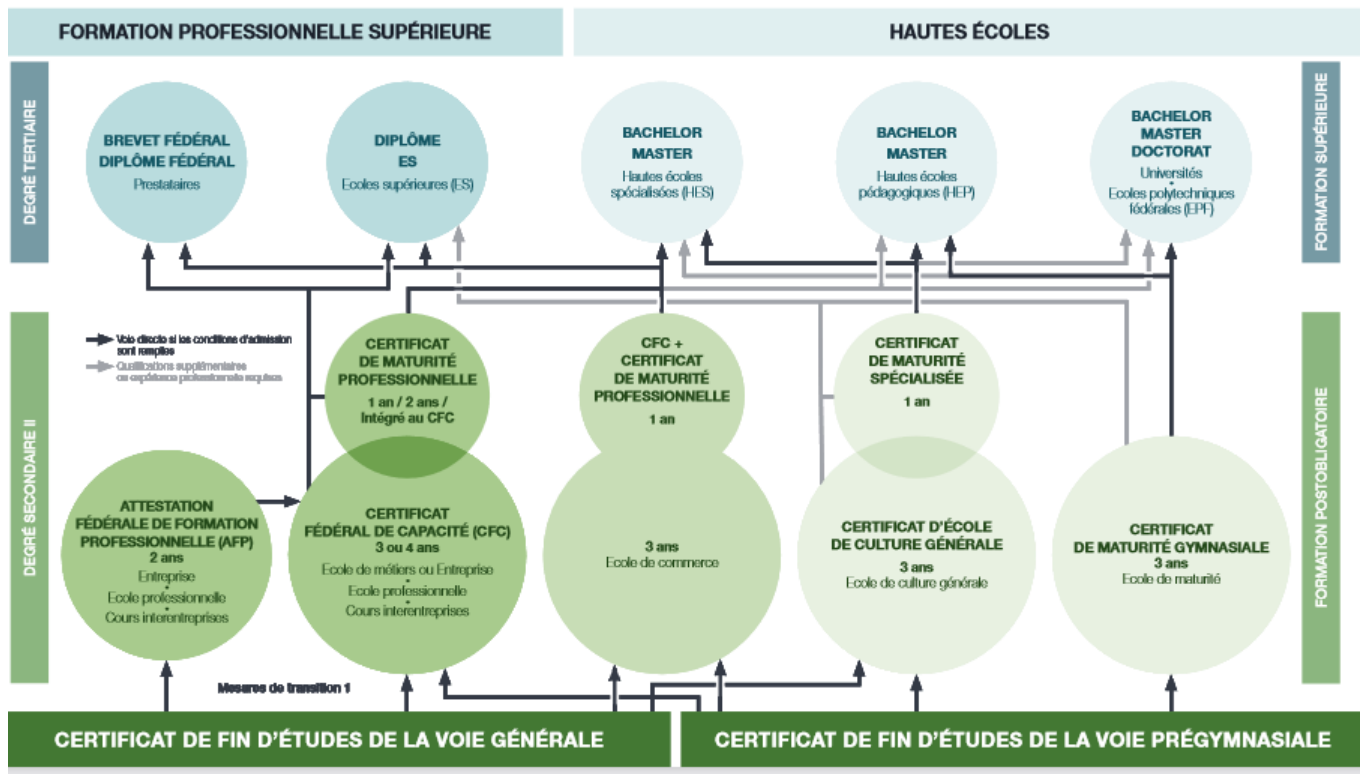 FORMATION PROFESSIONNELLE SUPÉRIEURE
HAUTES ÉCOLES
DEGRÉ TERTIAIRE
BREVET FÉDÉRAL
DIPLÔME FÉDÉRAL
Prestataires
DIPLÔME
ES
Ecoles supérieures (ES)
BACHELOR
MASTER
Hautes écoles
spécialisées (HES)
BACHELOR
MASTER
Hautes écoles
pédagogiques (HEP)
BACHELOR
MASTER
DOCTORAT
Universités
•
Ecoles polytechniques
fédérales (EPF)
FORMATION SUPÉRIEURE
DEGRÉ SECONDAIRE II
Voie directe si les conditions d'admission
sont remplies
Qualifications supplémentaires
ou expérience professionnelle requises
CERTIFICAT
DE MATURITÉ
PROFESSIONNELLE
1 an / 2 ans /
Intégré au CFC
CFC +
CERTIFICAT
DE MATURITÉ
PROFESSIONNELLE
1 an
CERTIFICAT
DE MATURITÉ
SPÉCIALISÉE
1 an
ATTESTATION
FÉDÉRALE DE FORMATION
PROFESSIONNELLE (AFP)
2 ans
Entreprise
•
Ecole professionnelle
•
Cours interentreprises
CERTIFICAT
FÉDÉRAL DE CAPACITÉ (CFC)
3 ou 4 ans
Ecole de métiers ou Entreprise
•
Ecole professionnelle
•
Cours interentreprises
3 ans
Ecole de commerce
CERTIFICAT D'ÉCOLE
DE CULTURE GÉNÉRALE
3 ans
Ecole de culture générale
CERTIFICAT
DE MATURITÉ GYMNASIALE
3 ans
Ecole de maturité
FORMATION POSTOBLIGATOIRE
Mesures de transition 1
CERTIFICAT DE FIN D'ÉTUDES DE LA VOIE GÉNÉRALE
CERTIFICAT DE FIN D'ÉTUDES DE LA VOIE PRÉGYMNASIALE